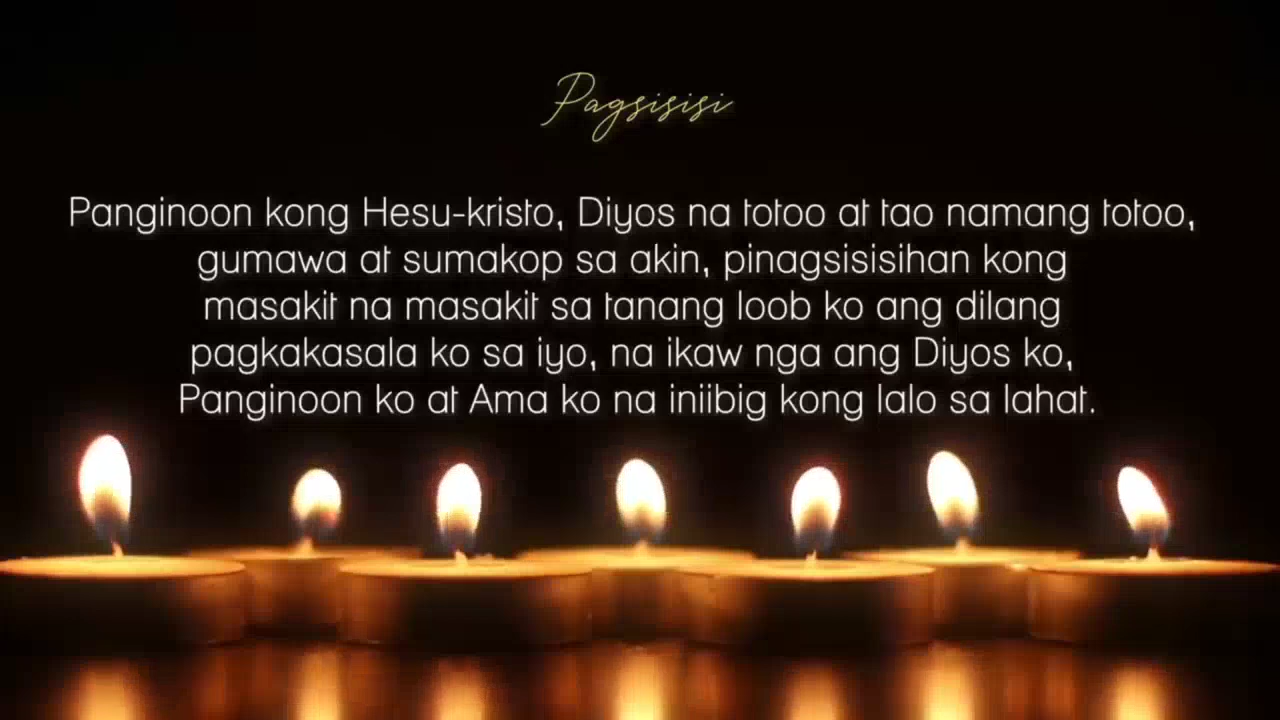 Pagsisisi
Panginoon kong Hesu-kristo, Diyos na totoo at tao namang totoo,
gumawa at sumakop sa akin, pinagsisisihan kong
masakit na masakit sa tanang loob ko ang dilang
pagkakasala ko sa iyo, na ikaw nga ang Diyos ko,
Panginoon ko at Ama ko na iniibig kong lalo sa lahat.